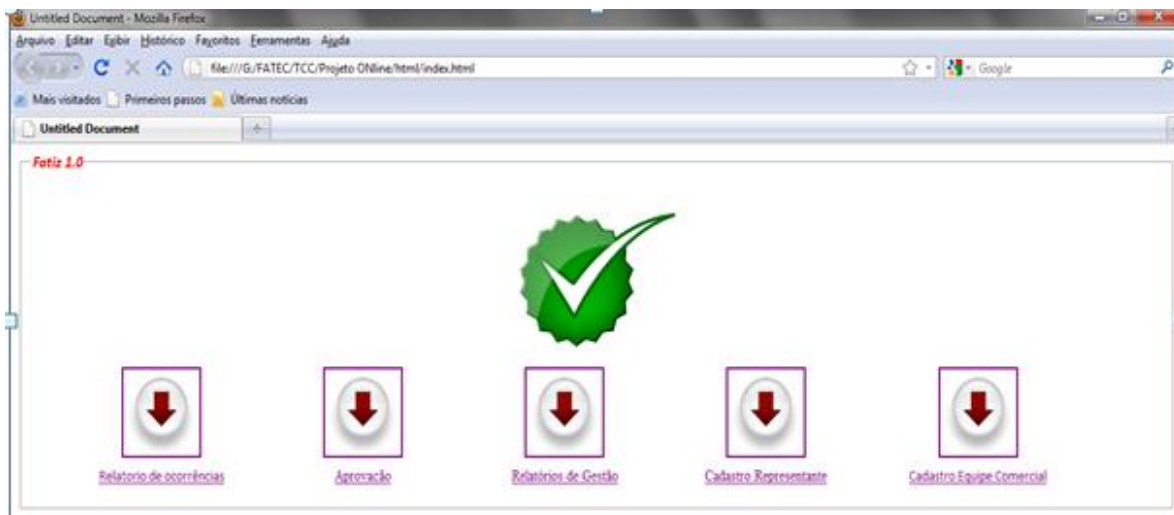 Untitled Document - Mozilla Firefox
Arquivo Editar Exibir Histórico Favoritos Ferramentas Ajuda
file:///G:/FATEC/TCC/Projeto ONline/html/index.html
Google
Mais visitados Primeiros passos Últimas notícias
Untitled Document
Fatiz 1.0
Relatorio de ocorrências Aprovação Relatórios de Gestão Cadastro Representante Cadastro Equipe Comercial